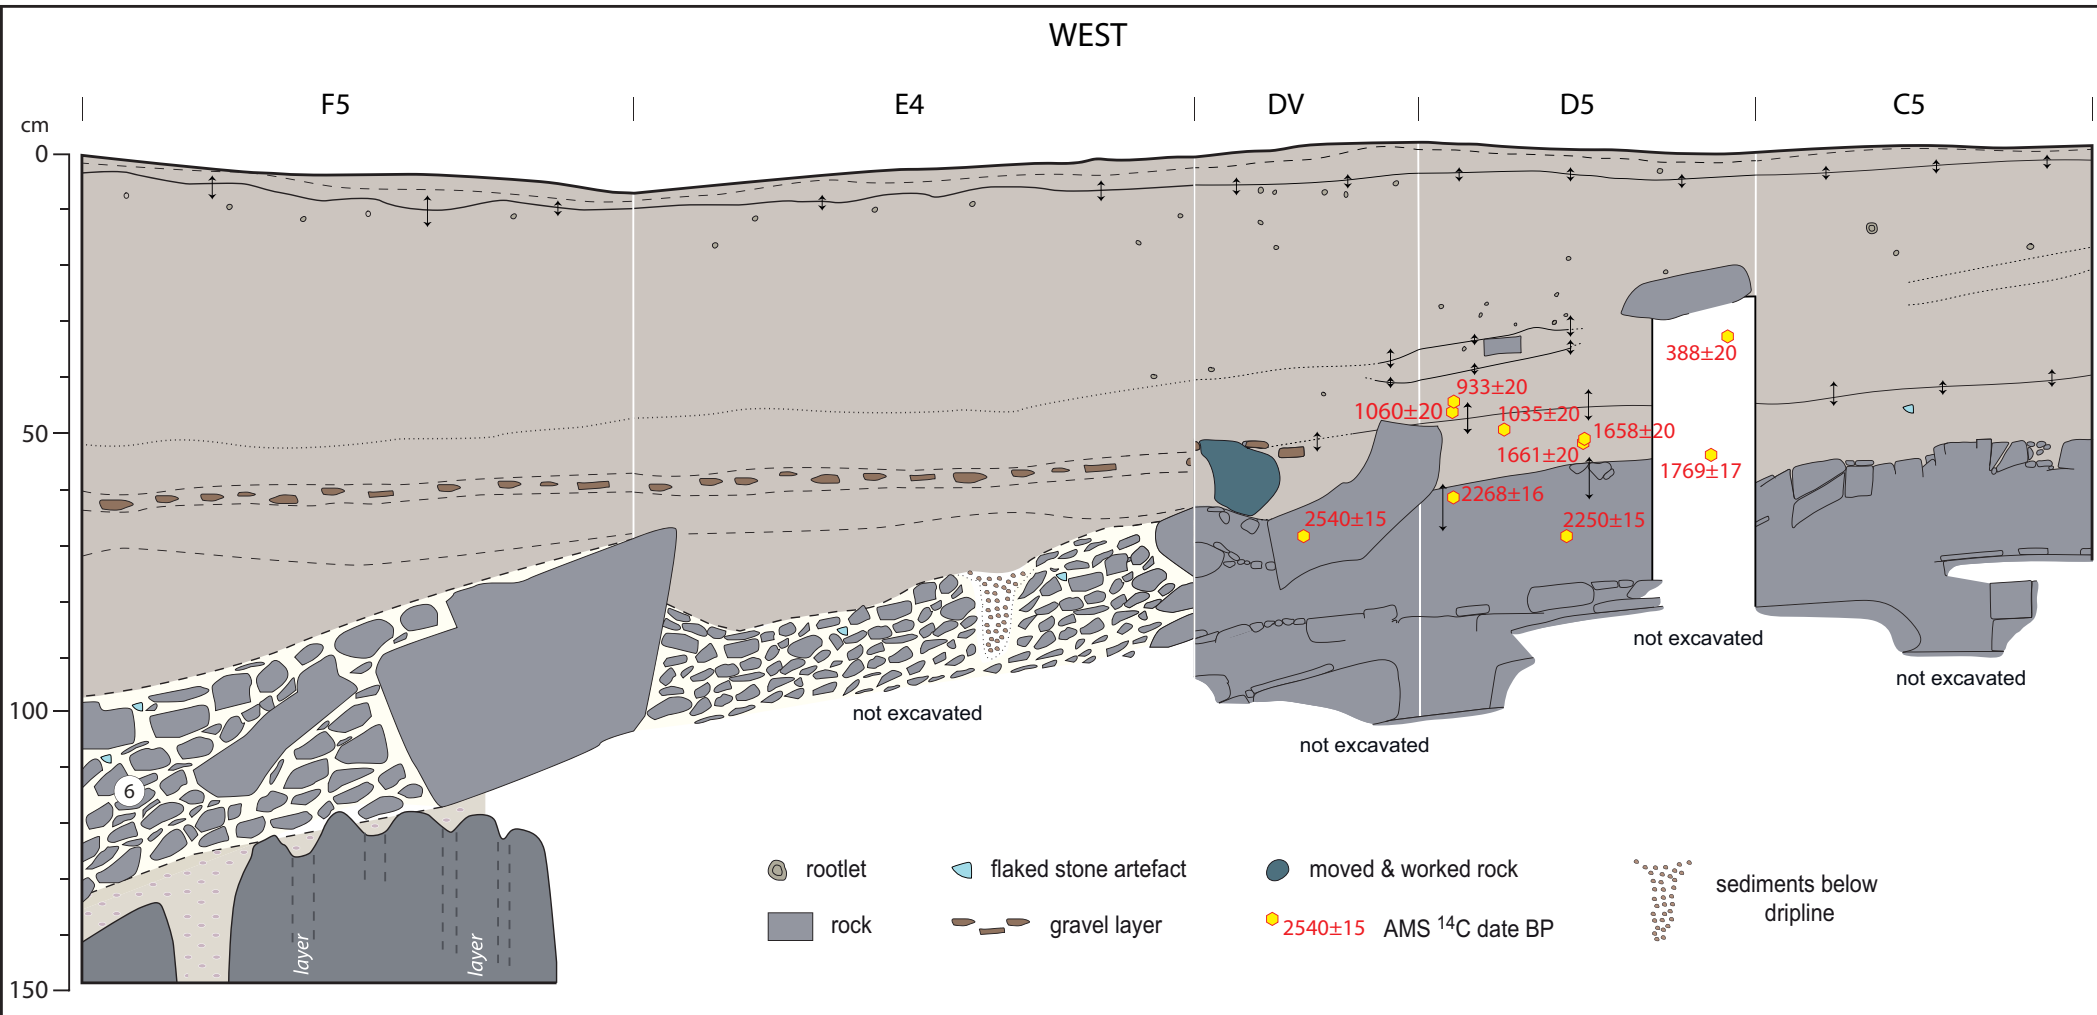 WEST
F5 E4 DV D5 C5
cm
0
50
100
150
388±20
933±20
1060±20
1035±20
1658±20
1661±20
1769±17
2268±16
2540±15
2250±15
not excavated
not excavated
not excavated
not excavated
6
layer
layer
rootlet
flaked stone artefact
moved & worked rock
sediments below
dripline
rock
gravel layer
2540±15 AMS ¹⁴C date BP